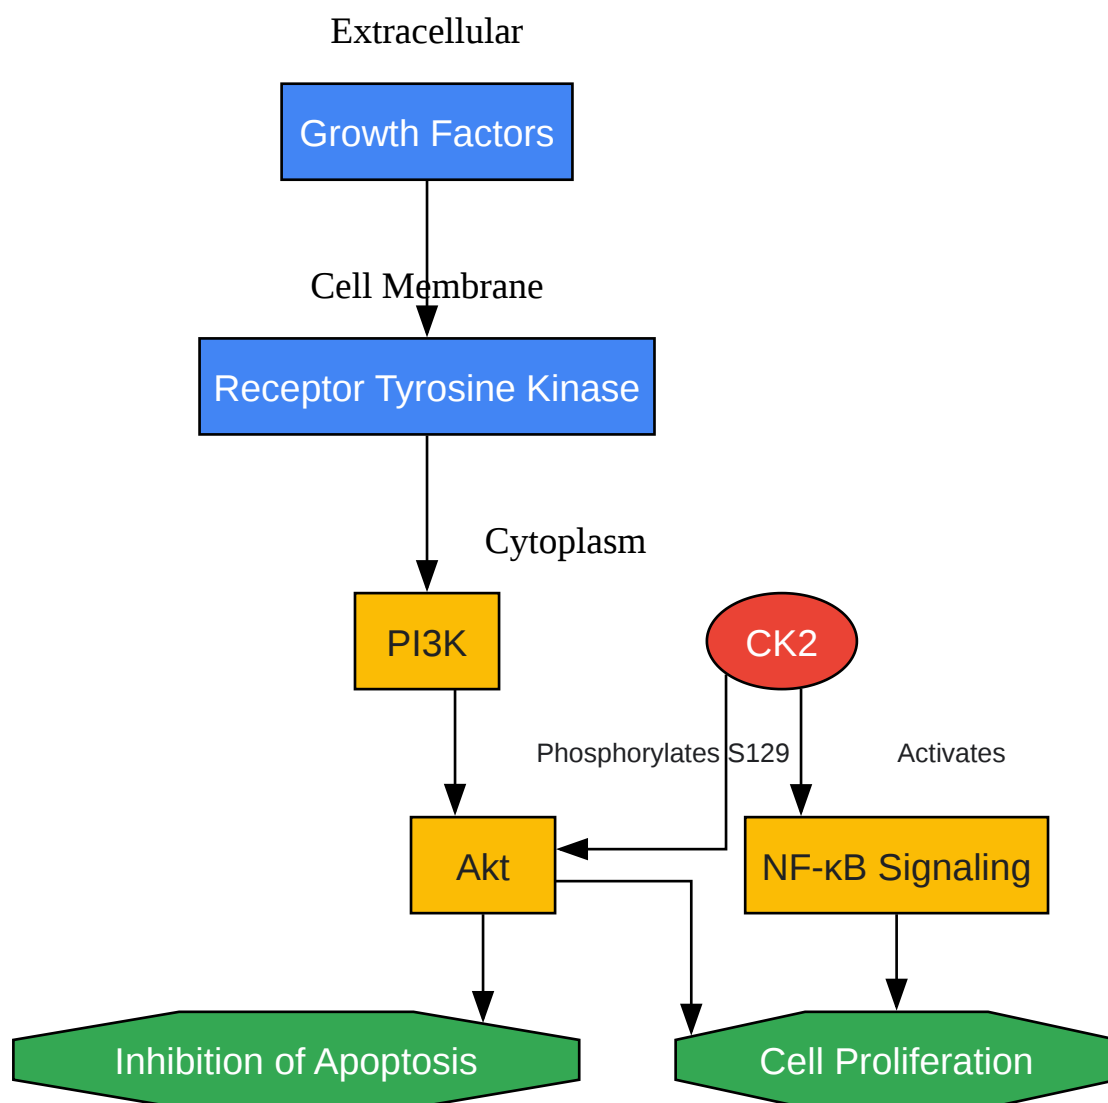 Extracellular
Growth Factors
Cell Membrane
Receptor Tyrosine Kinase
Cytoplasm
PI3K
CK2
Phosphorylates S129
Activates
Akt
NF-κB Signaling
Inhibition of Apoptosis
Cell Proliferation